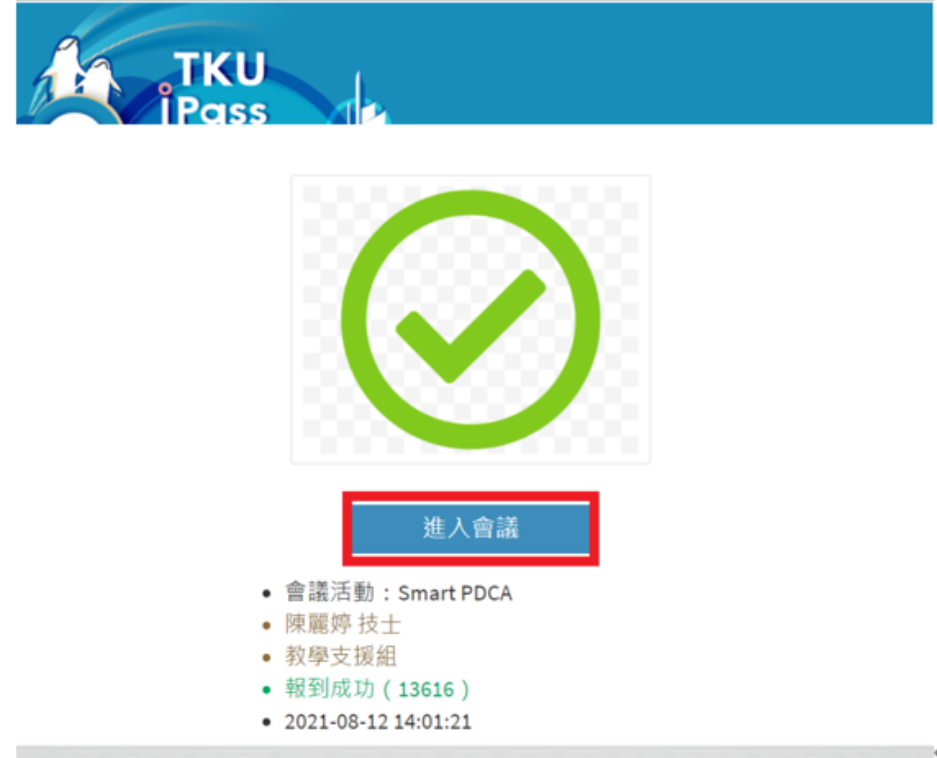 TKU
iPass
進入會議
會議活動：Smart PDCA
陳麗婷 技士
教學支援組
報到成功（13616）
2021-08-12 14:01:21